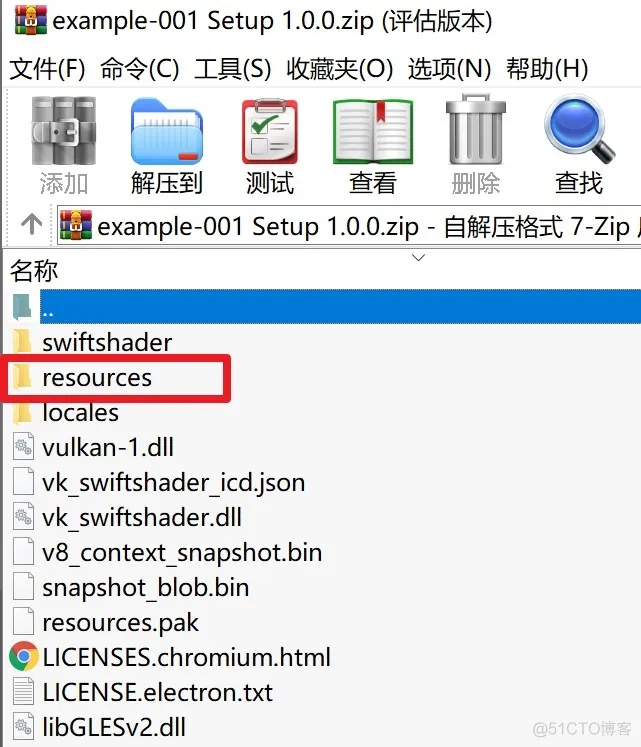 example-001 Setup 1.0.0.zip (评估版本)
文件(F) 命令(C) 工具(S) 收藏夹(O) 选项(N) 帮助(H)
添加 解压到 测试 查看 删除 查找
example-001 Setup 1.0.0.zip - 自解压格式 7-Zip
名称
..
swiftshader
resources
locales
vulkan-1.dll
vk_swiftshader_icd.json
vk_swiftshader.dll
v8_context_snapshot.bin
snapshot_blob.bin
resources.pak
LICENSES.chromium.html
LICENSE.electron.txt
libGLESv2.dll
@51CTO博客